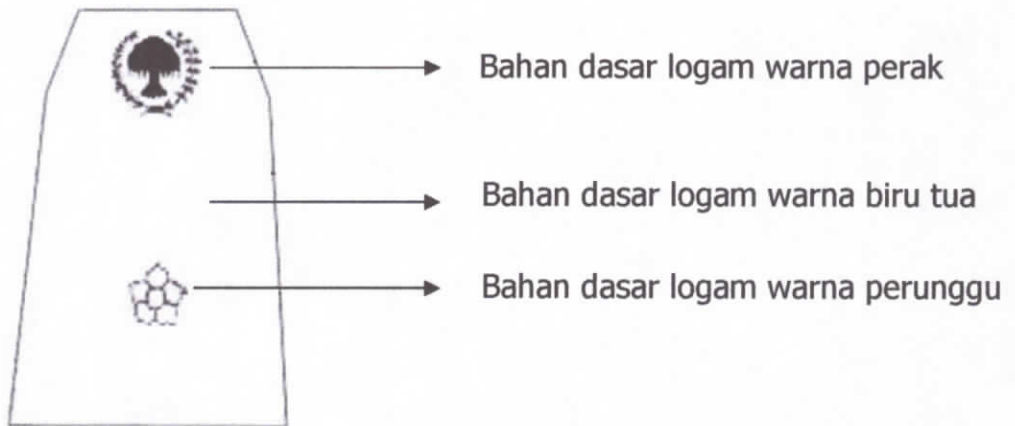 Bahan dasar logam warna perak
Bahan dasar logam warna biru tua
Bahan dasar logam warna perunggu